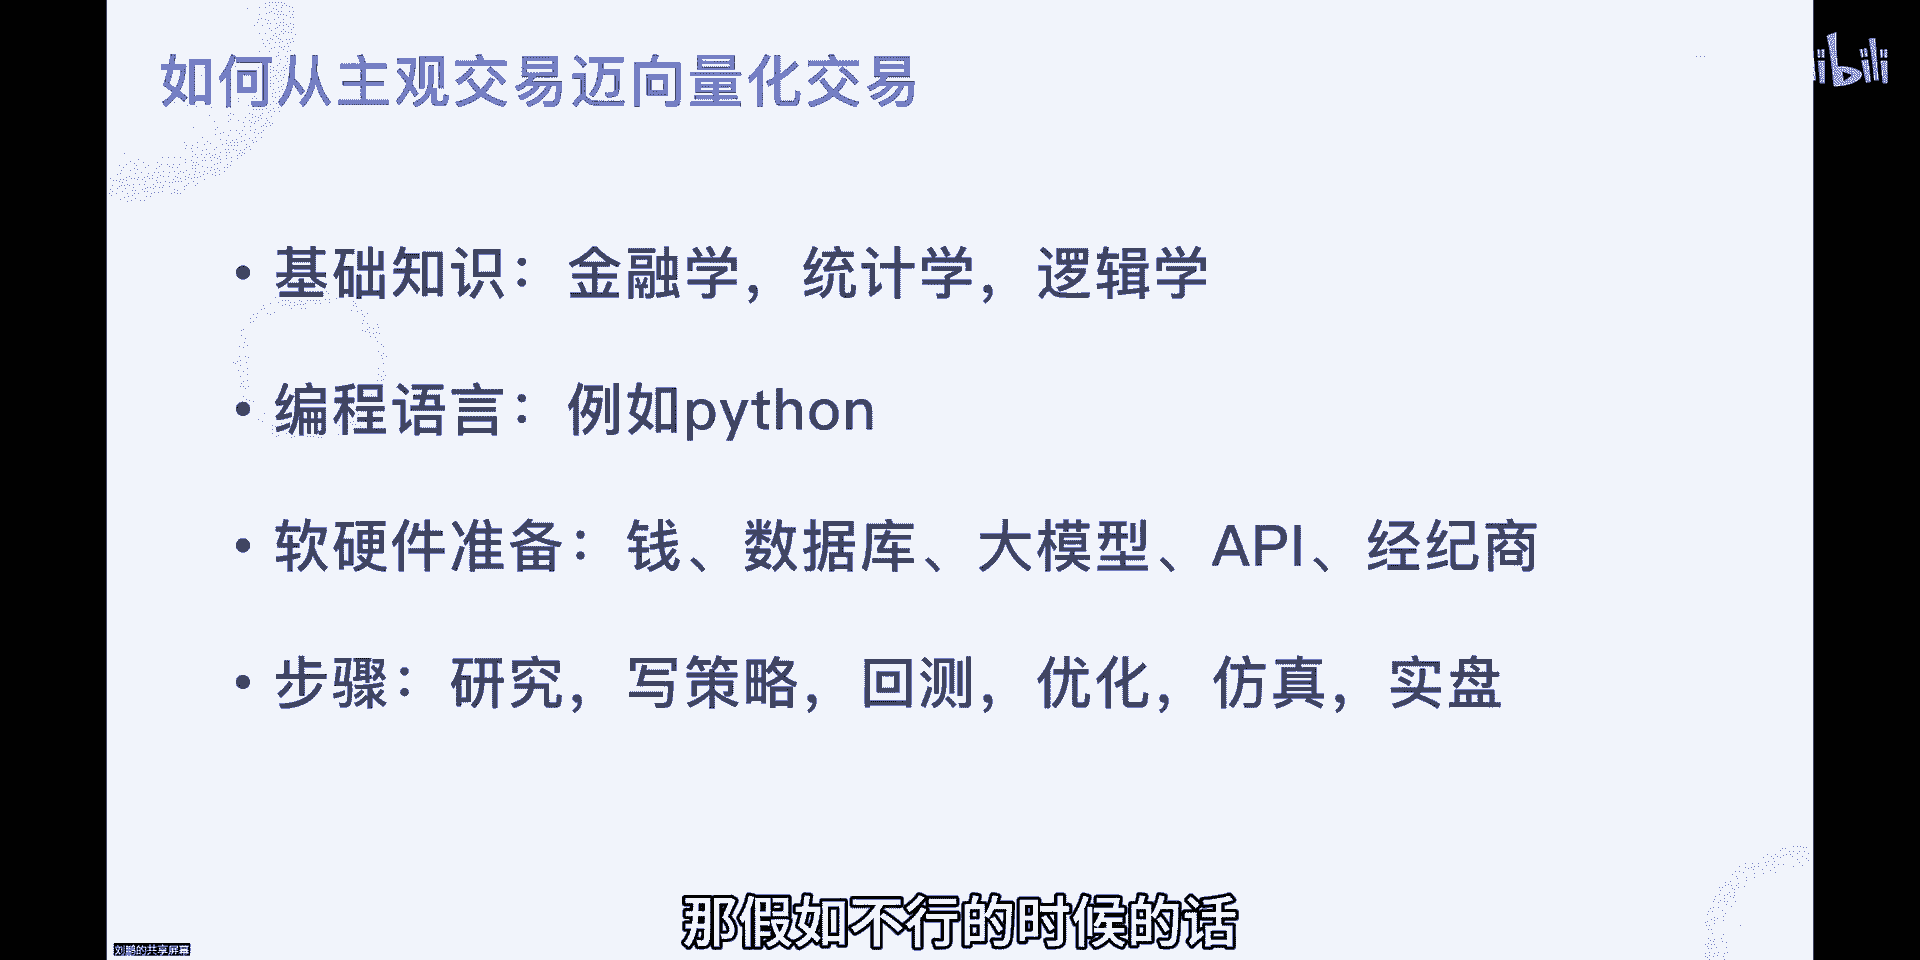 如何从主观交易迈向量化交易
ibili
• 基础知识：金融学，统计学，逻辑学
• 编程语言：例如python
• 软硬件准备：钱、数据库、大模型、API、经纪商
• 步骤：研究，写策略，回测，优化，仿真，实盘
那假如不行的时候的话
刘鹏的共享屏幕